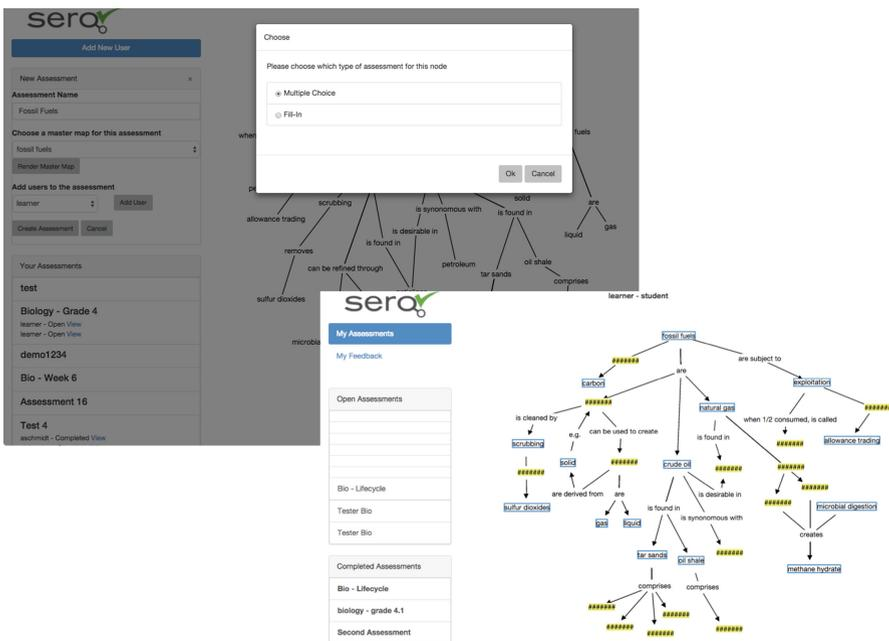 sero
Add New User
New Assessment ×
Assessment Name
Fossil Fuels
Choose a master map for this assessment
fossil fuels
Render Master Map
Add users to the assessment
learner
Add User
Create Assessment
Cancel
Your Assessments
test
Biology - Grade 4
learner - Open View
learner - Open View
demo1234
Bio - Week 6
Assessment 16
Test 4
aschmidt - Completed View
Choose
Please choose which type of assessment for this node
Multiple Choice
Fill-In
Ok
Cancel
when
fuels
allowance trading
scrubbing
is synonomous with
solid
is found in
are
liquid
gas
is desirable in
is found in
removes
can be refined through
petroleum
oil shale
tar sands
comprises
sulfur dioxides
microbia
sero
My Assessments
My Feedback
Open Assessments
Bio - Lifecycle
Tester Bio
Tester Bio
Completed Assessments
Bio - Lifecycle
biology - grade 4.1
Second Assessment
learner - student
fossil fuels
#######
are
are subject to
carbon
exploitation
#######
natural gas
#######
is cleaned by
when 1/2 consumed, is called
e.g.
can be used to create
is found in
scrubbing
#######
allowance trading
solid
#######
crude oil
#######
#######
#######
#######
are derived from
are
is desirable in
#######
sulfur dioxides
is found in
microbial digestion
gas
liquid
is synonomous with
creates
tar sands
oil shale
#######
methane hydrate
comprises
comprises
#######
#######
#######
#######
#######